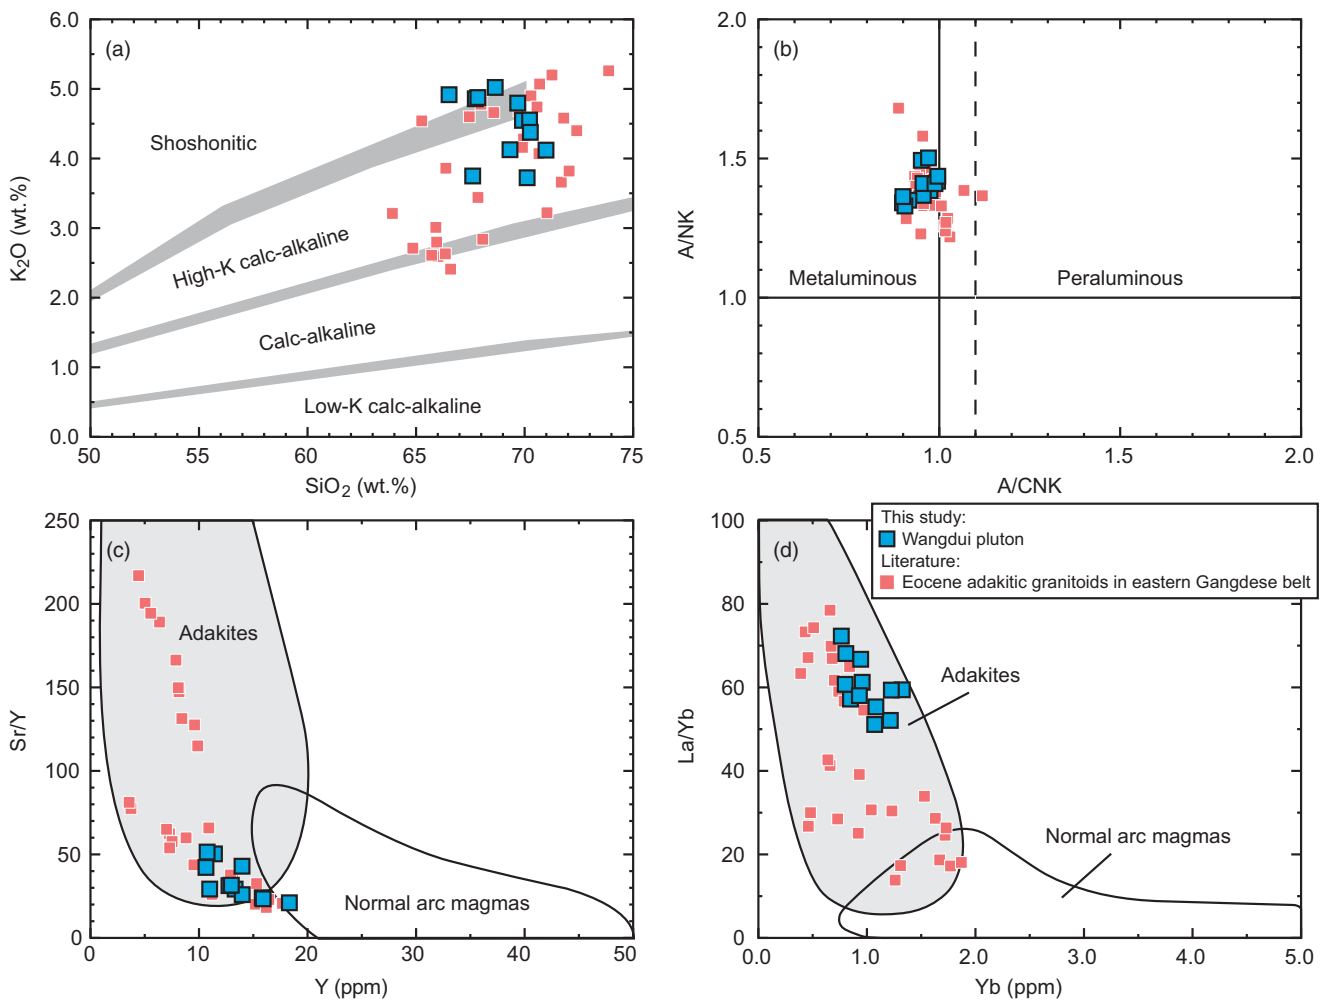 (a)
6.0
5.0
4.0
3.0
2.0
1.0
0.0
K2O (wt.%)
Shoshonitic
High-K calc-alkaline
Calc-alkaline
Low-K calc-alkaline
50
55
60
65
70
75
SiO2 (wt.%)
(b)
2.0
1.5
1.0
0.5
A/NK
Metaluminous
Peraluminous
0.5
1.0
1.5
2.0
A/CNK
(c)
250
200
150
100
50
0
Sr/Y
Adakites
Normal arc magmas
0
10
20
30
40
50
Y (ppm)
(d)
This study:
Wangdui pluton
Literature:
Eocene adakitic granitoids in eastern Gangdese belt
100
80
60
40
20
0
La/Yb
Adakites
Normal arc magmas
0.0
1.0
2.0
3.0
4.0
5.0
Yb (ppm)